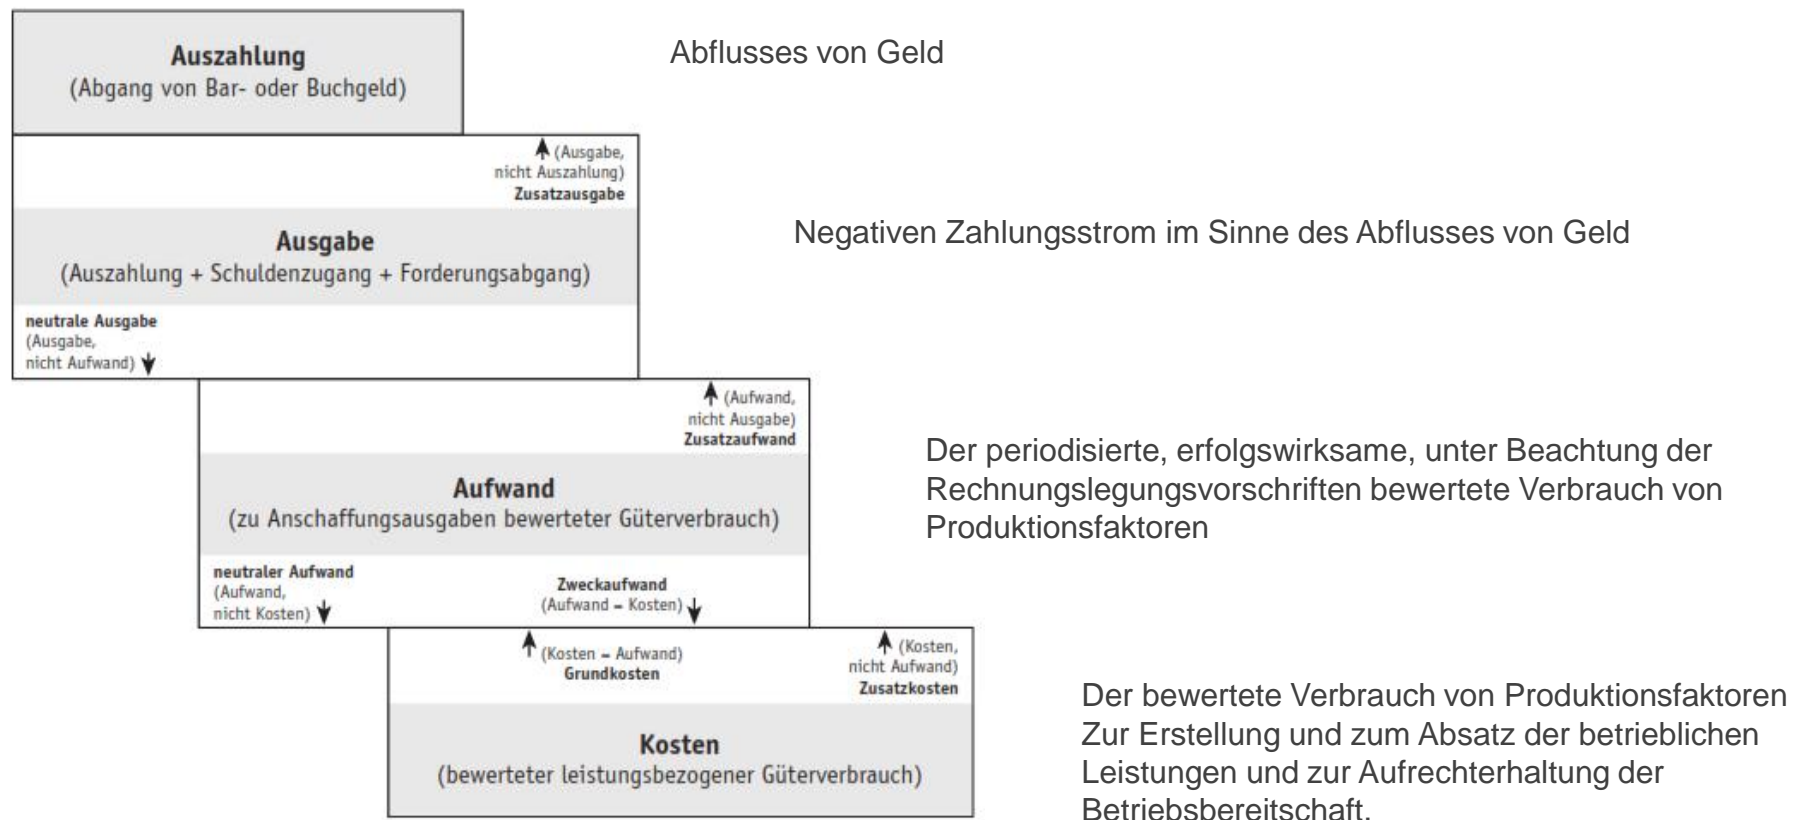 Auszahlung
(Abgang von Bar- oder Buchgeld)
Abflusses von Geld
(Ausgabe,
nicht Auszahlung)
Zusatzausgabe
Ausgabe
(Auszahlung + Schuldenzugang + Forderungsabgang)
Negativen Zahlungsstrom im Sinne des Abflusses von Geld
neutrale Ausgabe
(Ausgabe,
nicht Aufwand)
(Aufwand,
nicht Ausgabe)
Zusatzaufwand
Aufwand
(zu Anschaffungsausgaben bewerteter Güterverbrauch)
Der periodisierte, erfolgswirksame, unter Beachtung der
Rechnungslegungsvorschriften bewertete Verbrauch von
Produktionsfaktoren
neutraler Aufwand
(Aufwand,
nicht Kosten)
Zweckaufwand
(Aufwand = Kosten)
(Kosten = Aufwand)
Grundkosten
(Kosten,
nicht Aufwand)
Zusatzkosten
Kosten
(bewerteter leistungsbezogener Güterverbrauch)
Der bewertete Verbrauch von Produktionsfaktoren
Zur Erstellung und zum Absatz der betrieblichen
Leistungen und zur Aufrechterhaltung der
Betriebsbereitschaft.